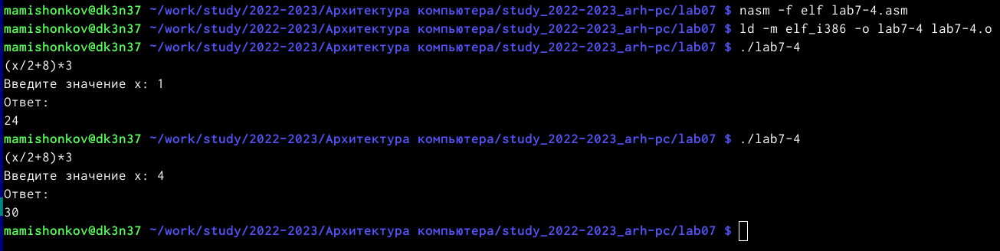 mamishonkov@dk3n37 ~/work/study/2022-2023/Архитектура компьютера/study_2022-2023_arh-pc/lab07 $ nasm -f elf lab7-4.asm
mamishonkov@dk3n37 ~/work/study/2022-2023/Архитектура компьютера/study_2022-2023_arh-pc/lab07 $ ld -m elf_i386 -o lab7-4 lab7-4.o
mamishonkov@dk3n37 ~/work/study/2022-2023/Архитектура компьютера/study_2022-2023_arh-pc/lab07 $ ./lab7-4
(x/2+8)*3
Введите значение x: 1
Ответ:
24
mamishonkov@dk3n37 ~/work/study/2022-2023/Архитектура компьютера/study_2022-2023_arh-pc/lab07 $ ./lab7-4
(x/2+8)*3
Введите значение x: 4
Ответ:
30
mamishonkov@dk3n37 ~/work/study/2022-2023/Архитектура компьютера/study_2022-2023_arh-pc/lab07 $